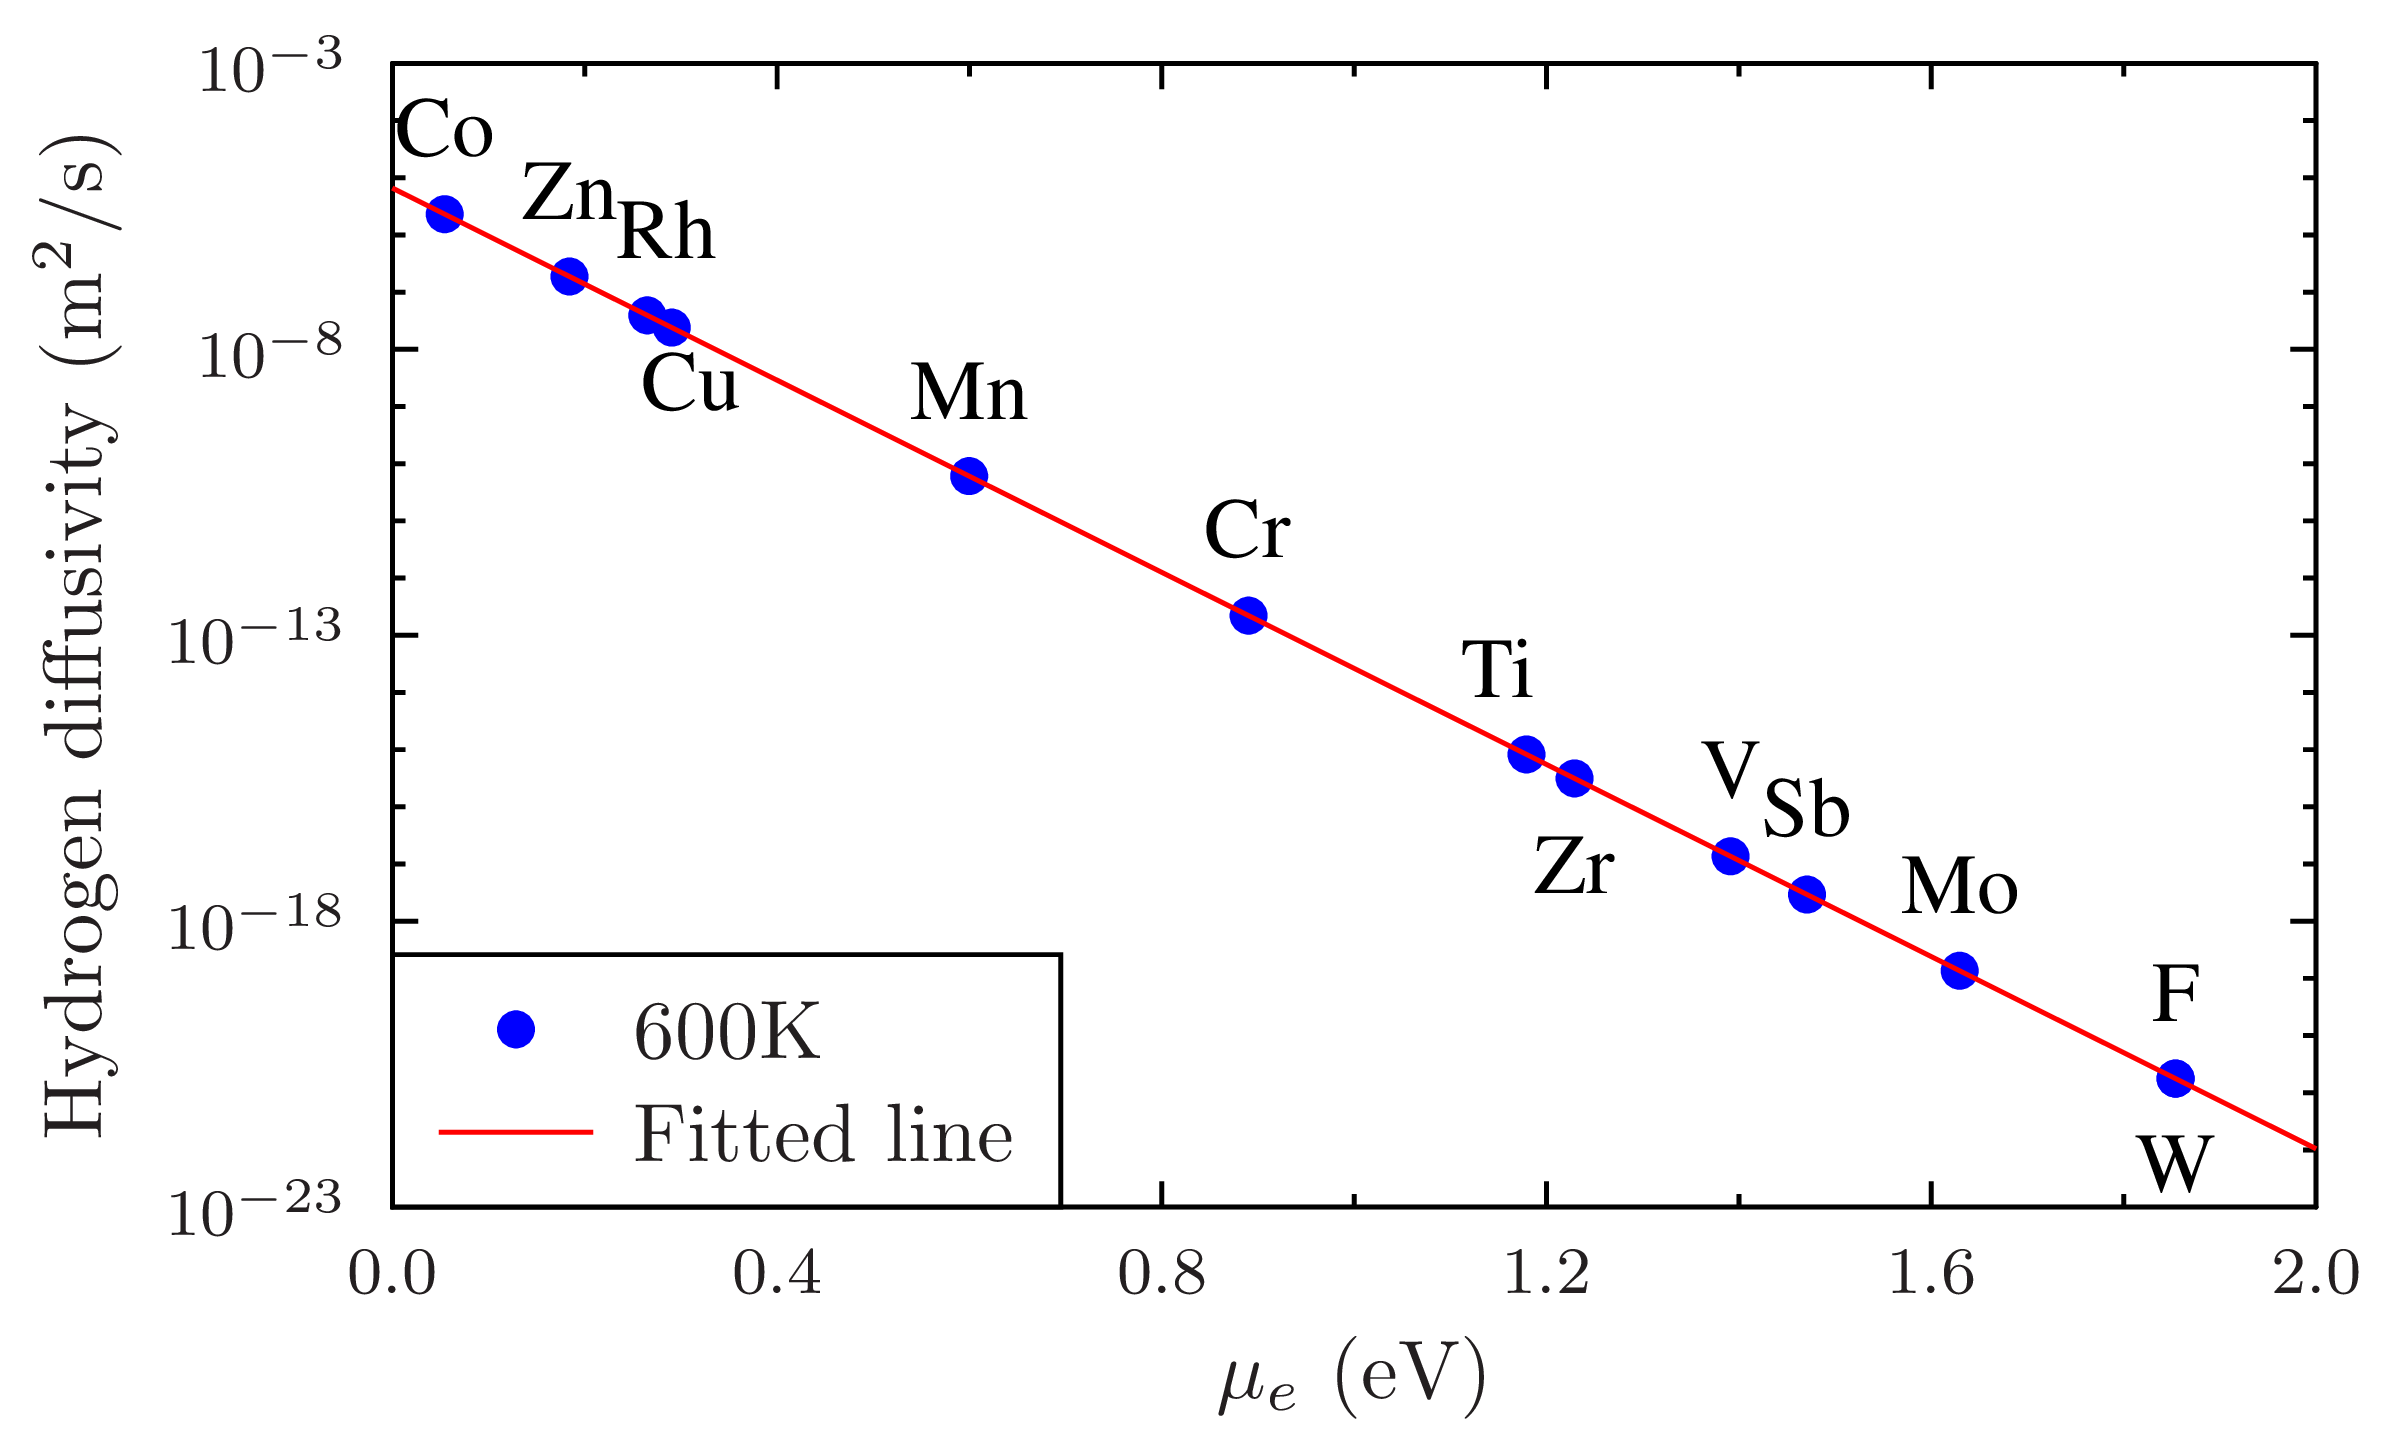 10⁻³
10⁻⁸
10⁻¹³
10⁻¹⁸
10⁻²³
Hydrogen diffusivity (m²/s)
Co
Zn
Rh
Cu
Mn
Cr
Ti
Zr
V
Sb
Mo
F
W
600K
Fitted line
0.0 0.4 0.8 1.2 1.6 2.0
μₑ (eV)